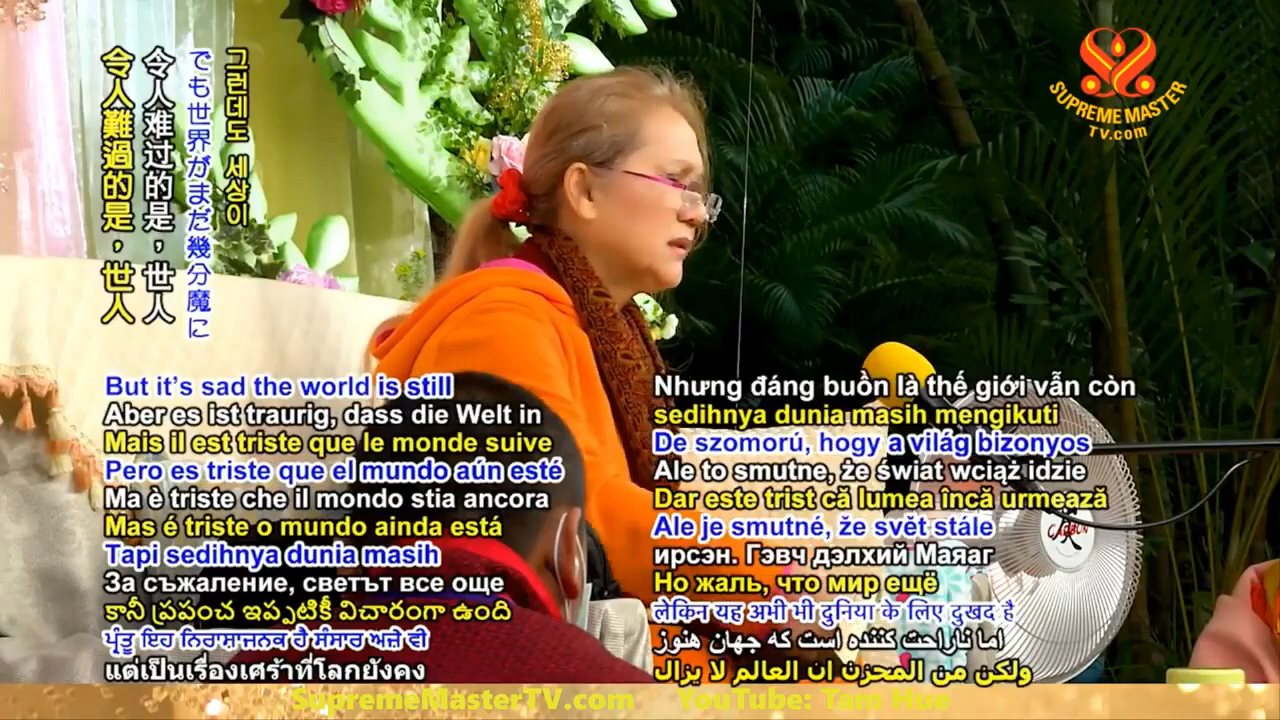 그런데도 세상이
でも世界がまだ幾分魔に
令人难过的是，世人
令人難過的是，世人
SUPREME MASTER
TV.com
But it's sad the world is still
Aber es ist traurig, dass die Welt in
Mais il est triste que le monde suive
Pero es triste que el mundo aún esté
Ma è triste che il mondo stia ancora
Mas é triste o mundo ainda está
Tapi sedihnya dunia masih
За съжаление, светът все още
కానీ ప్రపంచ ఇప్పటికీ విచారంగా ఉంది
ਪ੍ਰੰਤੂ ਇਹ ਨਿਰਾਸ਼ਾਜਨਕ ਹੈ ਸੰਸਾਰ ਅਜੇ ਵੀ
แต่เป็นเรื่องเศร้าที่โลกยังคง
Nhưng đáng buồn là thế giới vẫn còn
sedihnya dunia masih mengikuti
De szomorú, hogy a világ bizonyos
Ale to smutne, że świat wciąż idzie
Dar este trist că lumea încă urmează
Ale je smutné, že svět stále
ирсэн. Гэвч дэлхий Маяаг
Но жаль, что мир ещё
लेकिन यह अभी भी दुनिया के लिए दुखद है
اما ناراحت کننده است که جهان هنوز
ولكن من المحزن ان العالم لا يزال
SupremeMasterTV.com YouTube: Tam Hue